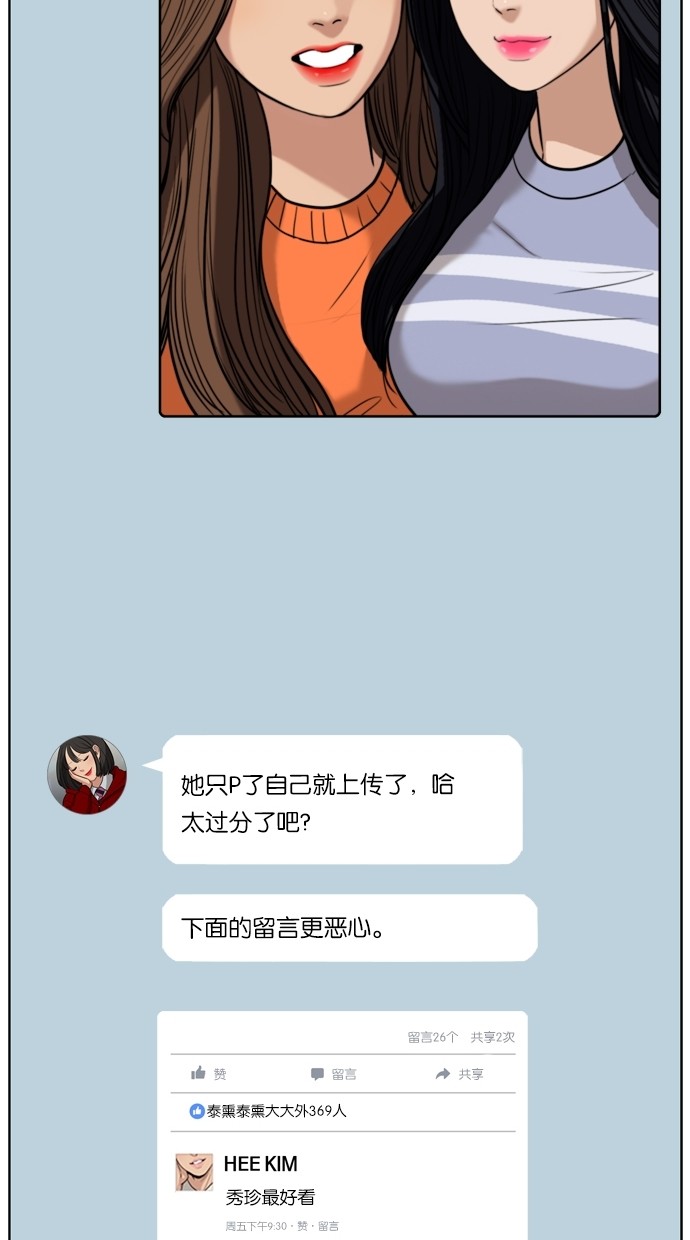 她只P了自己就上传了，哈
太过分了吧?
下面的留言更恶心。
留言26个 共享2次
赞 留言 共享
泰熏泰熏大大外369人
HEE KIM
秀珍最好看
周五下午9:30·赞·留言